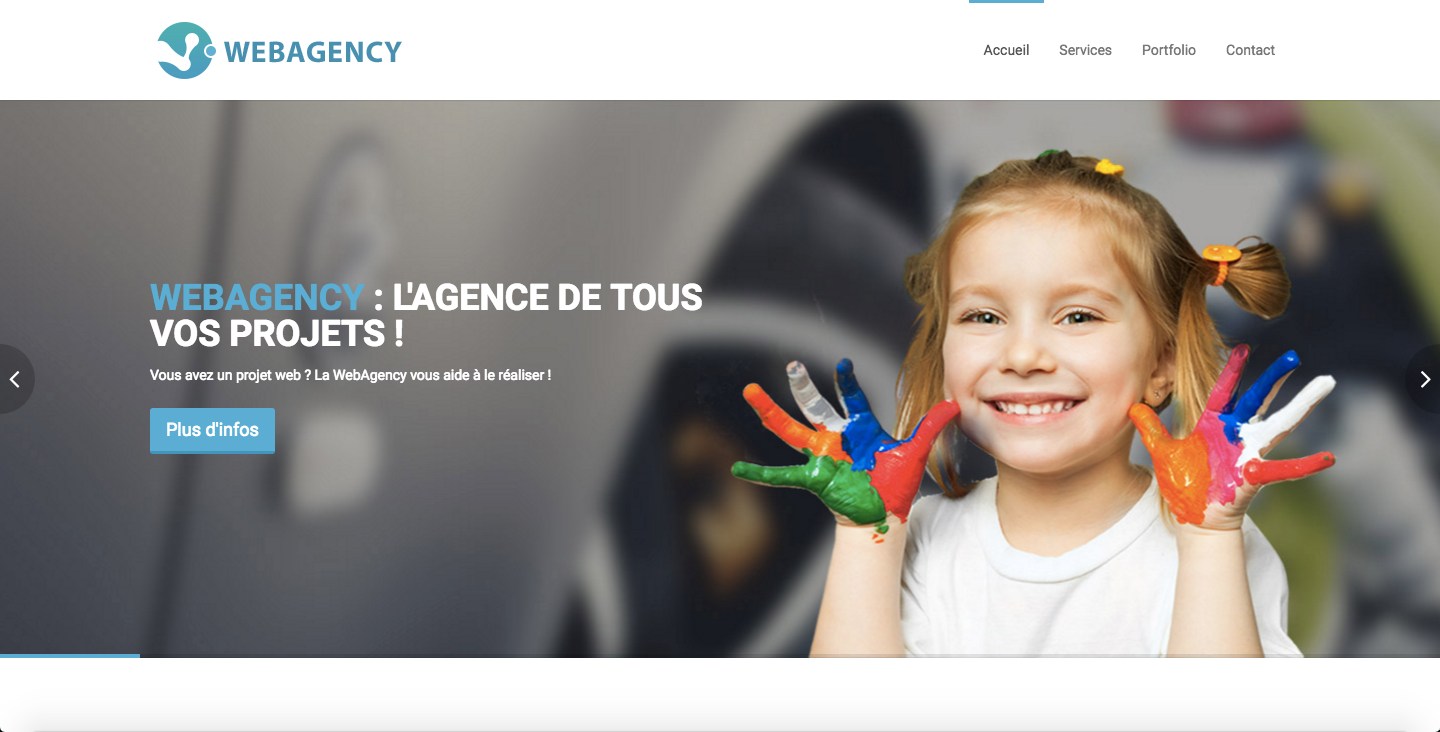 WEBAGENCY
Accueil
Services
Portfolio
Contact
WEBAGENCY : L'AGENCE DE TOUS
VOS PROJETS !
Vous avez un projet web ? La WebAgency vous aide à le réaliser !
Plus d'infos